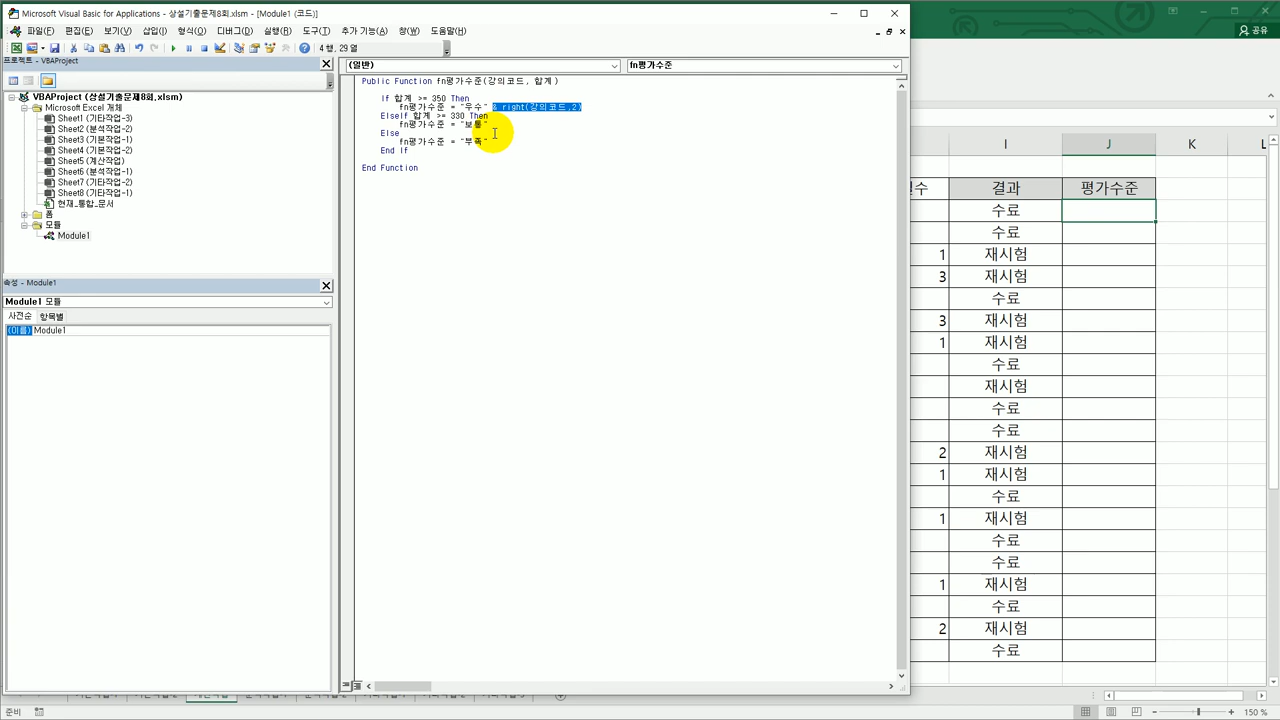 Microsoft Visual Basic for Applications - 상설기출문제8회.xlsm - [Module1 (코드)]
공유
파일(F) 편집(E) 보기(V) 삽입(I) 형식(O) 디버그(D) 실행(R) 도구(T) 추가 기능(A) 창(W) 도움말(H)
4 행, 29 열
프로젝트 - VBAProject
(일반) fn평가수준
VBAProject (상설기출문제8회.xlsm)
Microsoft Excel 개체
Sheet1 (기타작업-3)
Sheet2 (분석작업-2)
Sheet3 (기본작업-1)
Sheet4 (기본작업-2)
Sheet5 (계산작업)
Sheet6 (분석작업-1)
Sheet7 (기타작업-2)
Sheet8 (기타작업-1)
현재_통합_문서
폼
모듈
Module1
속성 - Module1
Module1 모듈
사전순 항목별
(이름) Module1
Public Function fn평가수준(강의코드, 합계)
If 합계 >= 350 Then
fn평가수준 = "우수" & right(강의코드,2)
ElseIf 합계 >= 330 Then
fn평가수준 = "보통"
Else
fn평가수준 = "부족"
End If
End Function
I J K L
수 결과 평가수준
수료
수료
1 재시험
3 재시험
수료
3 재시험
1 재시험
수료
재시험
수료
수료
2 재시험
1 재시험
수료
1 재시험
수료
수료
1 재시험
수료
2 재시험
수료
준비
150 %